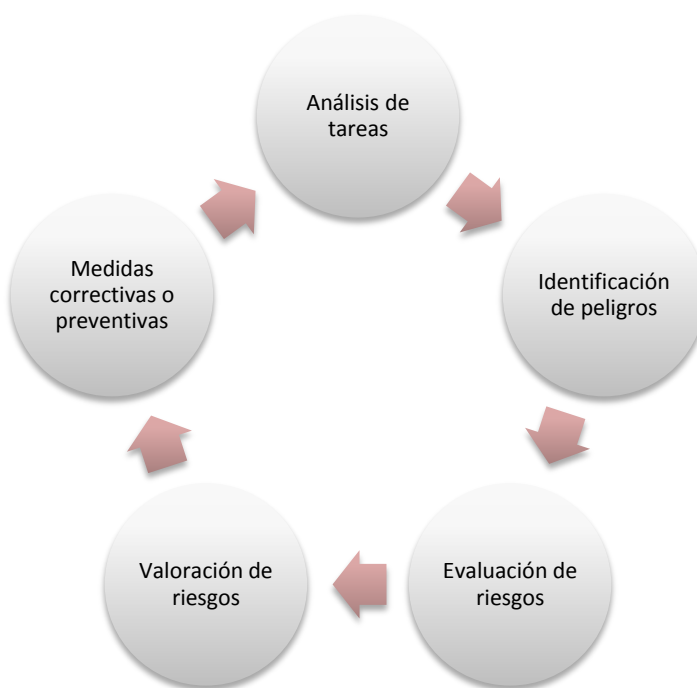 Análisis de
tareas
Identificación
de peligros
Evaluación de
riesgos
Valoración de
riesgos
Medidas
correctivas o
preventivas